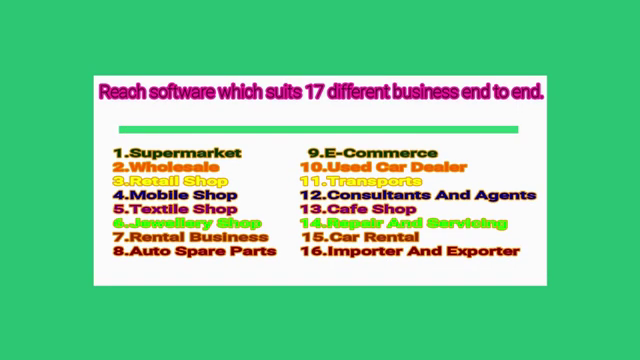 Reach software which suits 17 different business end to end.
1.Supermarket
2.Wholesale
3.Retail Shop
4.Mobile Shop
5.Textile Shop
6.Jewellery Shop
7.Rental Business
8.Auto Spare Parts
9.E-Commerce
10.Used Car Dealer
11.Transports
12.Consultants And Agents
13.Cafe Shop
14.Repair And Servicing
15.Car Rental
16.Importer And Exporter